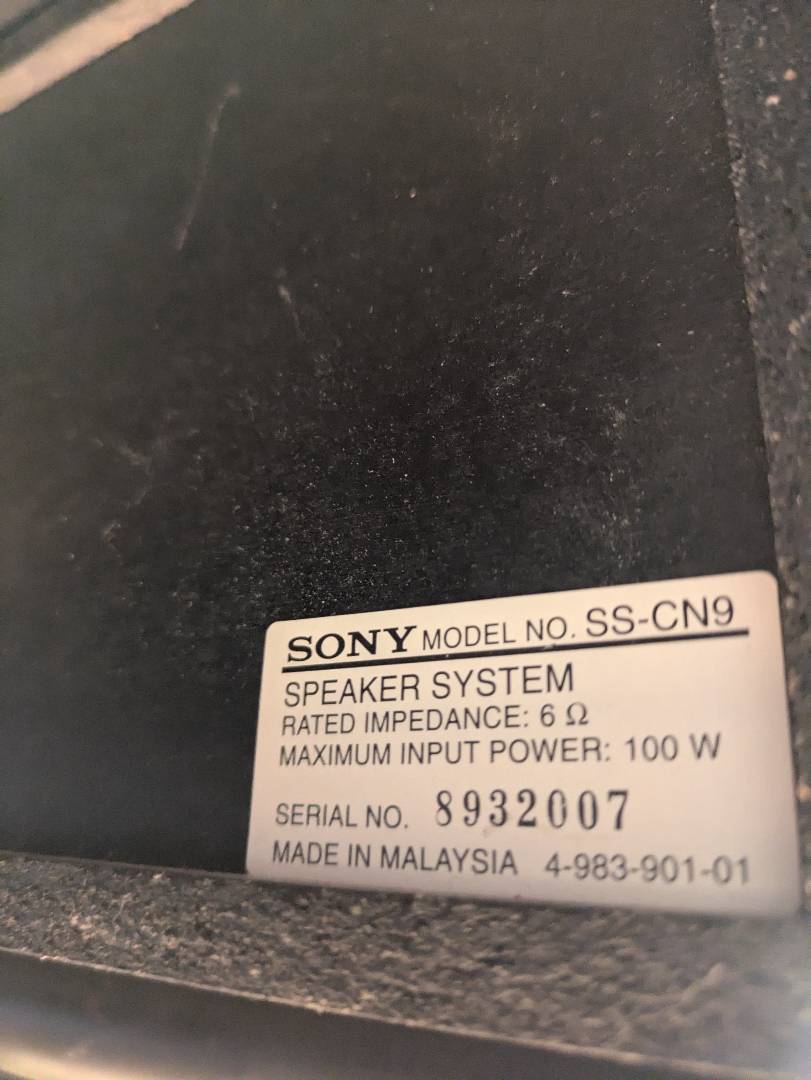 SONY MODEL NO. SS-CN9
SPEAKER SYSTEM
RATED IMPEDANCE: 6 Ω
MAXIMUM INPUT POWER: 100 W
SERIAL NO. 8932007
MADE IN MALAYSIA 4-983-901-01